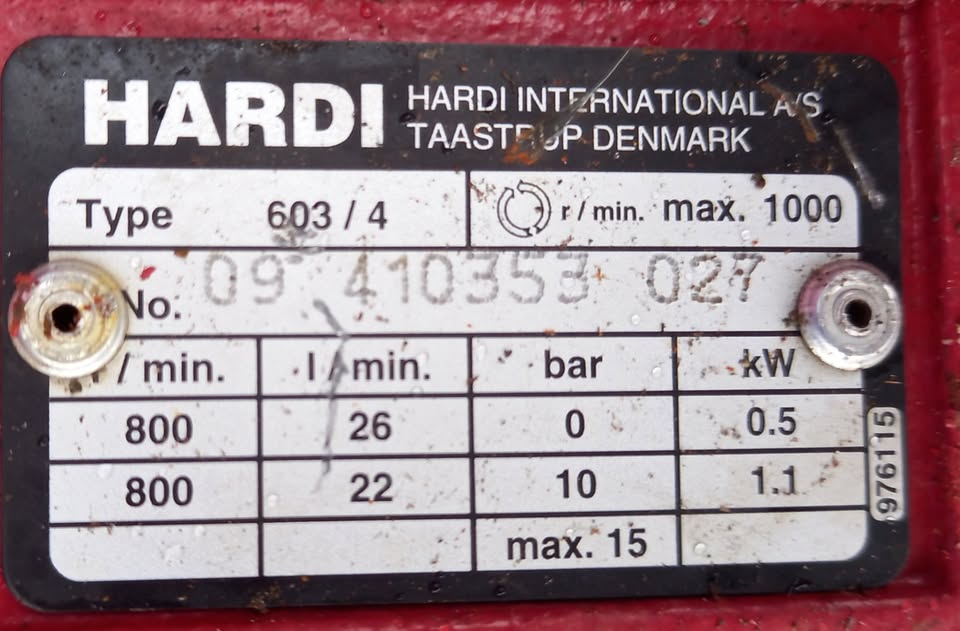 HARDI
HARDI INTERNATIONAL A/S
TAASTRUP DENMARK
Type 603 / 4
r / min. max. 1000
No. 09 410353 027
r / min. l / min. bar kW
800 26 0 0.5
800 22 10 1.1
max. 15
976115